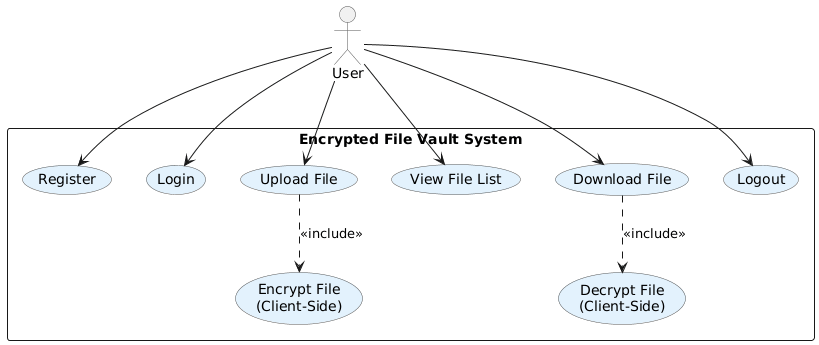 User
Encrypted File Vault System
Register
Login
Upload File
View File List
Download File
Logout
«include»
«include»
Encrypt File
(Client-Side)
Decrypt File
(Client-Side)